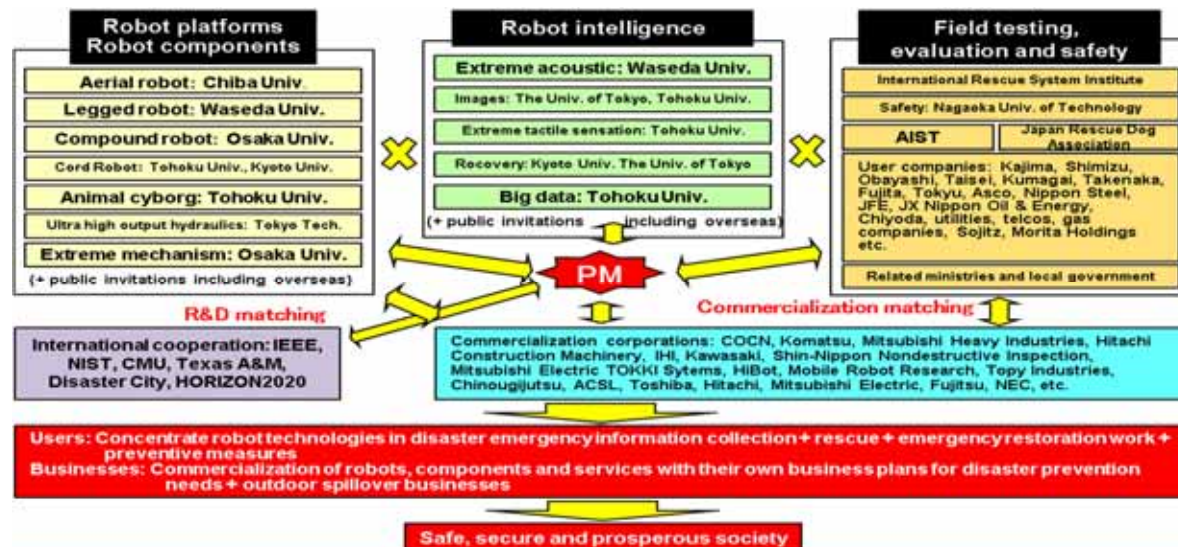 Robot platforms
Robot components
Aerial robot: Chiba Univ.
Legged robot: Waseda Univ.
Compound robot: Osaka Univ.
Cord Robot: Tohoku Univ., Kyoto Univ.
Animal cyborg: Tohoku Univ.
Ultra high output hydraulics: Tokyo Tech.
Extreme mechanism: Osaka Univ.
(+ public invitations including overseas)
Robot intelligence
Extreme acoustic: Waseda Univ.
Images: The Univ. of Tokyo, Tohoku Univ.
Extreme tactile sensation: Tohoku Univ.
Rocovery: Kyoto Univ. The Univ. of Tokyo
Big data: Tohoku Univ.
(+ public invitations including overseas)
Field testing,
evaluation and safety
International Rescue System Institute
Safety: Nagaoka Univ. of Technology
AIST
Japan Rescue Dog
Association
User companies: Kajima, Shimizu,
Obayashi, Taisei, Kumagai, Takenaka,
Fujita, Tokyu, Asco, Nippon Steel,
JFE, JX Nippon Oil & Energy,
Chiyoda, utilities, telcos, gas
companies, Sojitz, Morita Holdings
etc.
Related ministries and local government
PM
R&D matching
Commercialization matching
International cooperation: IEEE,
NIST, CMU, Texas A&M,
Disaster City, HORIZON2020
Commercialization corporations: COCN, Komatsu, Mitsubishi Heavy Industries, Hitachi
Construction Machinery, IHI, Kawasaki, Shin-Nippon Nondestructive Inspection,
Mitsubishi Electric TOKKI Sytems, HiBot, Mobile Robot Research, Topy Industries,
Chinougijutsu, ACSL, Toshiba, Hitachi, Mitsubishi Electric, Fujitsu, NEC, etc.
Users: Concentrate robot technologies in disaster emergency information collection + rescue + emergency restoration work +
preventive measures
Businesses: Commercialization of robots, components and services with their own business plans for disaster prevention
needs + outdoor spillover businesses
Safe, secure and prosperous society